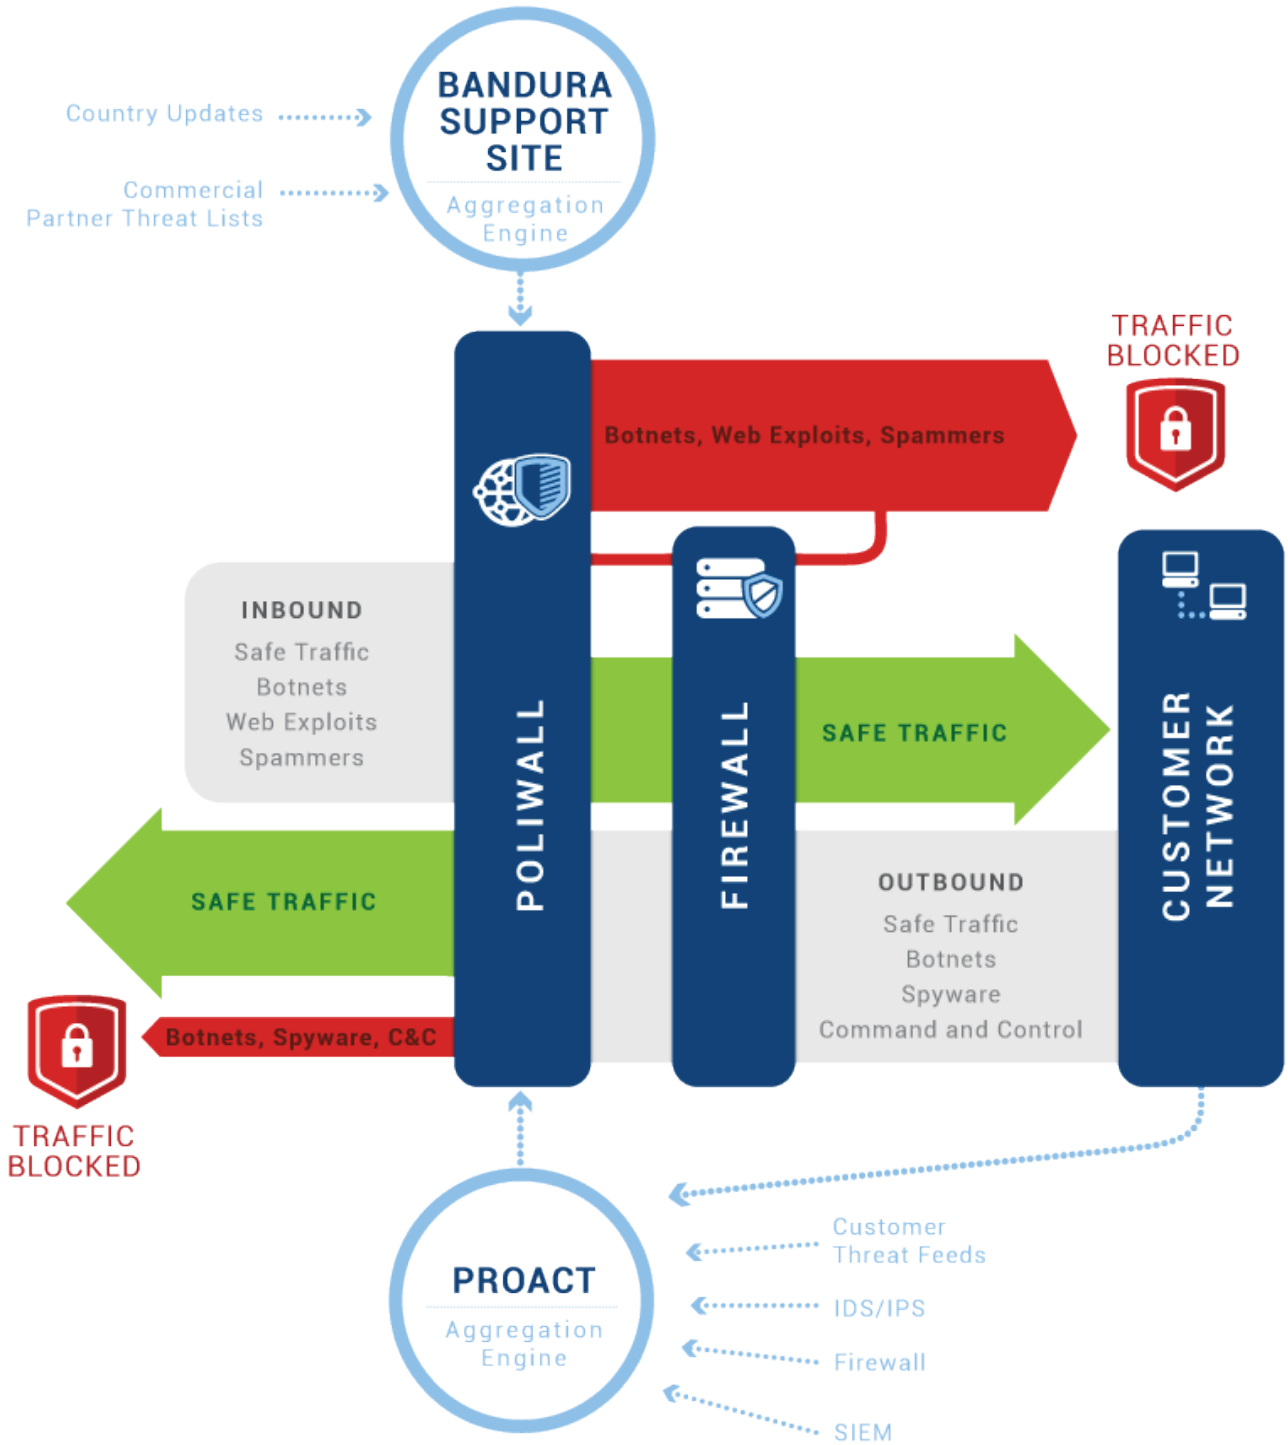 BANDURA
SUPPORT
SITE
Aggregation
Engine
Country Updates
Commercial
Partner Threat Lists
TRAFFIC
BLOCKED
Botnets, Web Exploits, Spammers
INBOUND
Safe Traffic
Botnets
Web Exploits
Spammers
POLIWALL
FIREWALL
SAFE TRAFFIC
CUSTOMER
NETWORK
SAFE TRAFFIC
OUTBOUND
Safe Traffic
Botnets
Spyware
Command and Control
Botnets, Spyware, C&C
TRAFFIC
BLOCKED
PROACT
Aggregation
Engine
Customer
Threat Feeds
IDS/IPS
Firewall
SIEM